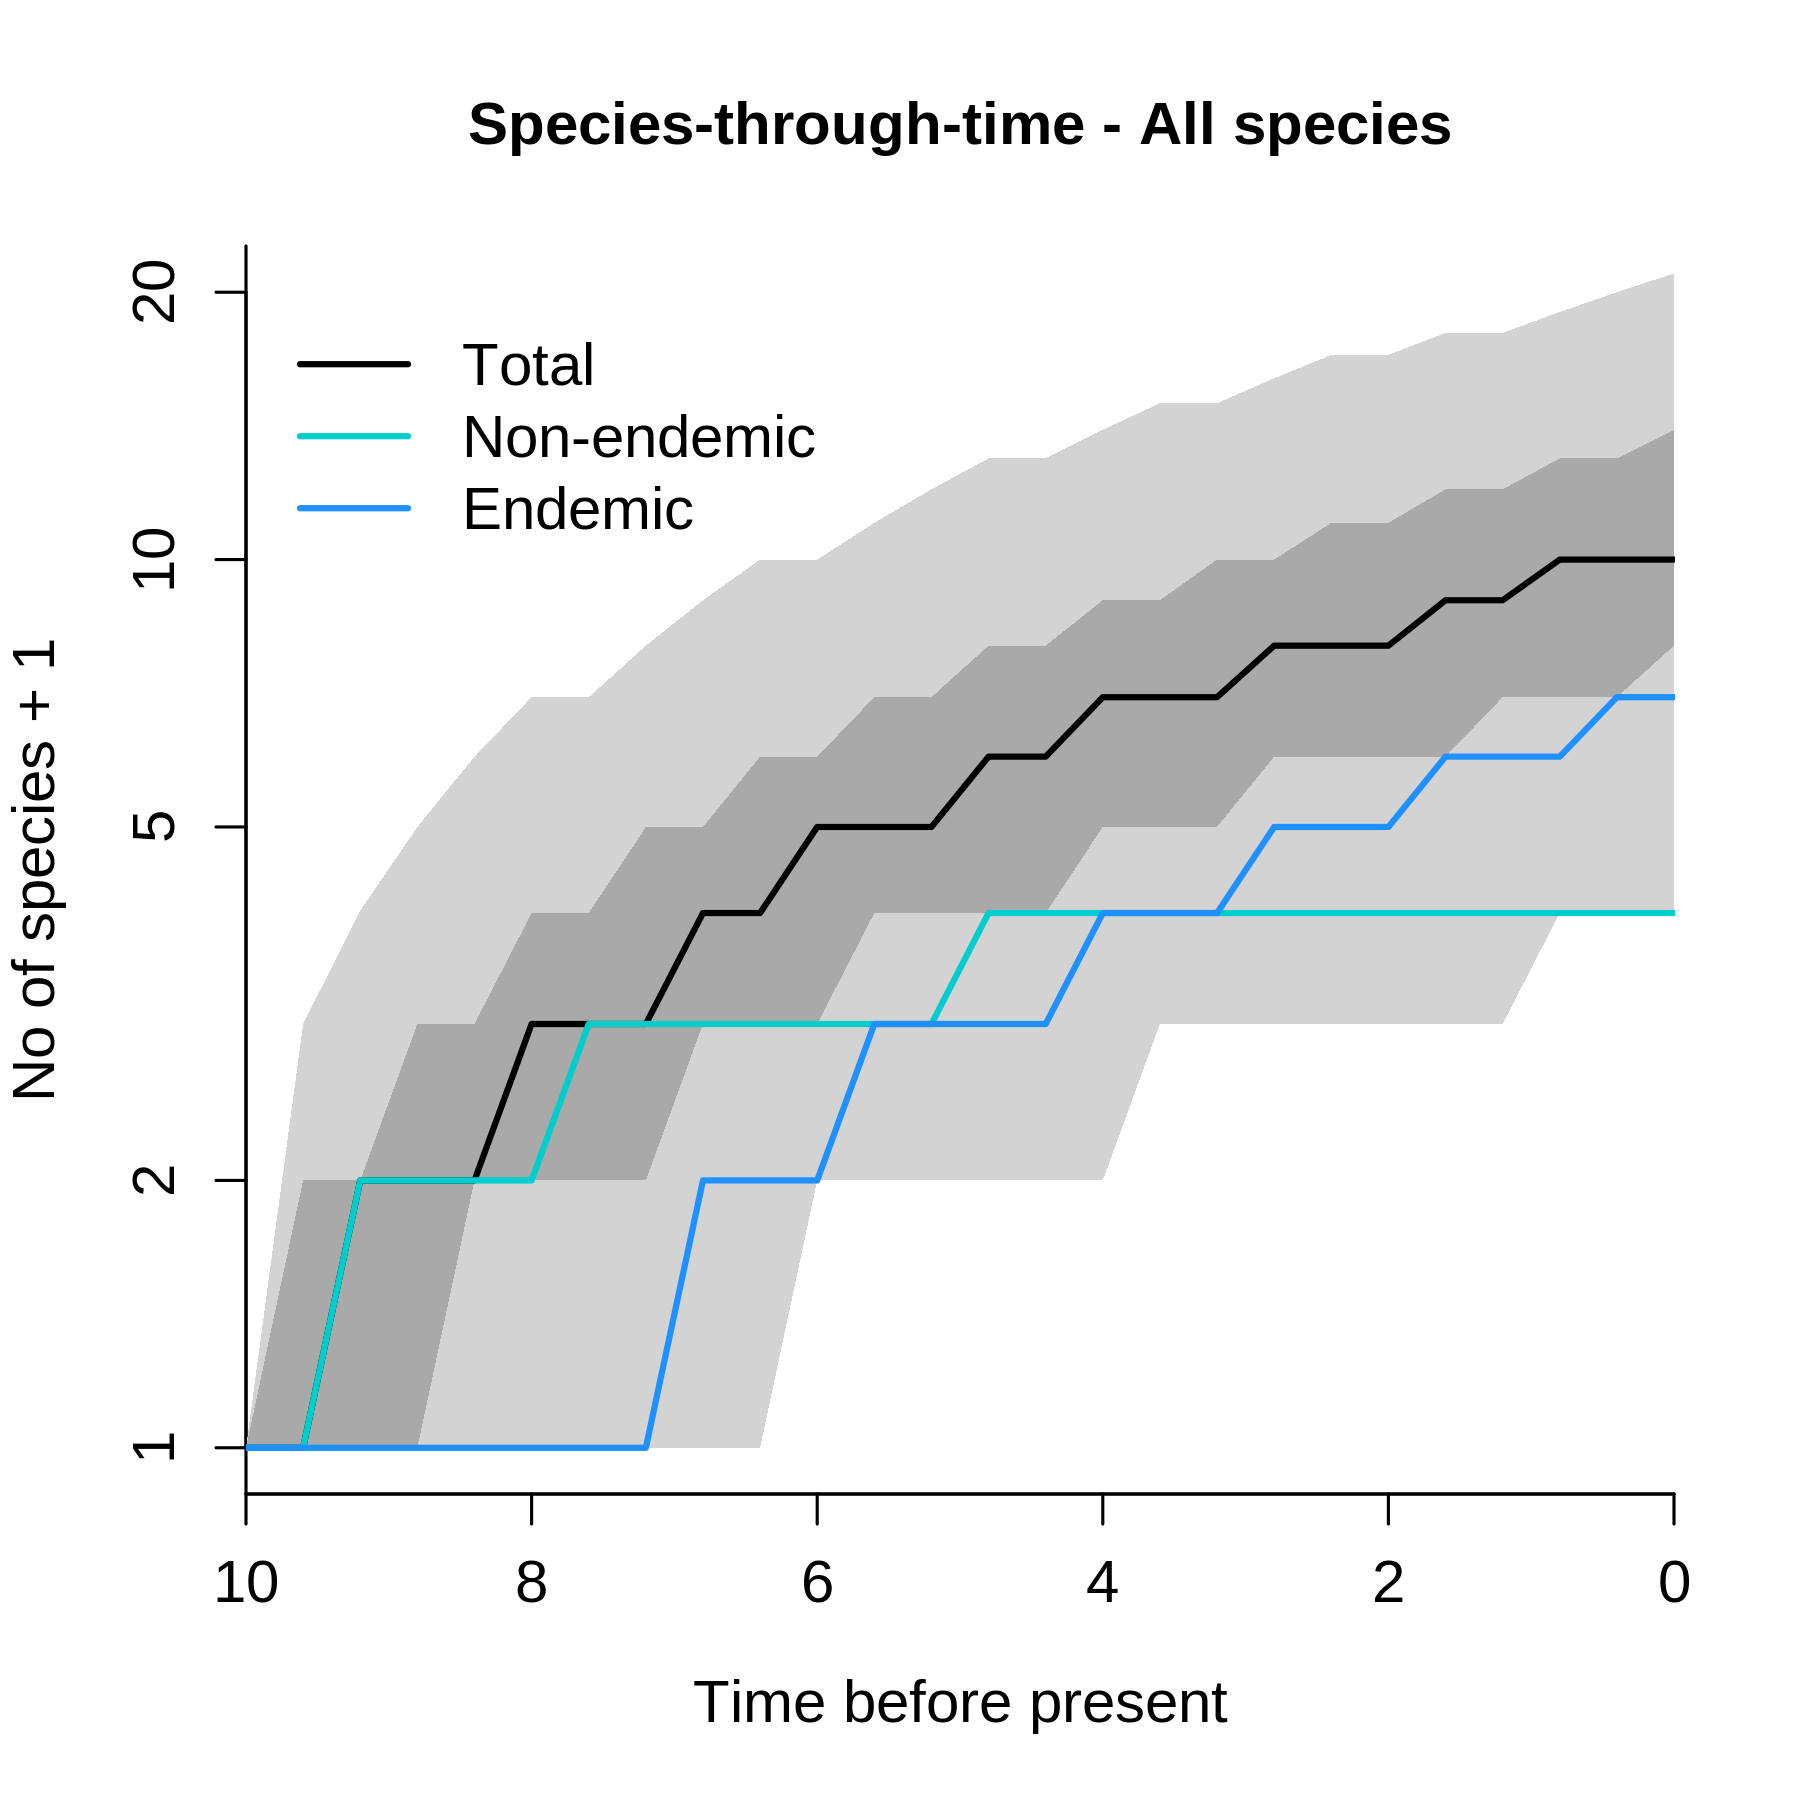 Species-through-time - All species
Total
Non-endemic
Endemic
No of species + 1
20
10
5
2
1
10 8 6 4 2 0
Time before present